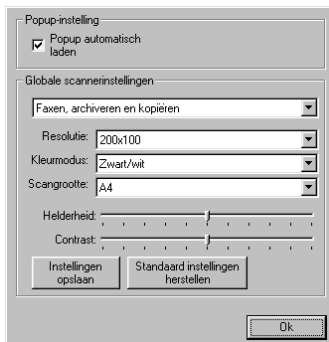 Popup-instelling
Popup automatisch
laden
Globale scannerinstellingen
Faxen, archiveren en kopiëren
Resolutie: 200x100
Kleurmodus: Zwart/wit
Scangrootte: A4
Helderheid:
Contrast:
Instellingen
opslaan
Standaard instellingen
herstellen
Ok